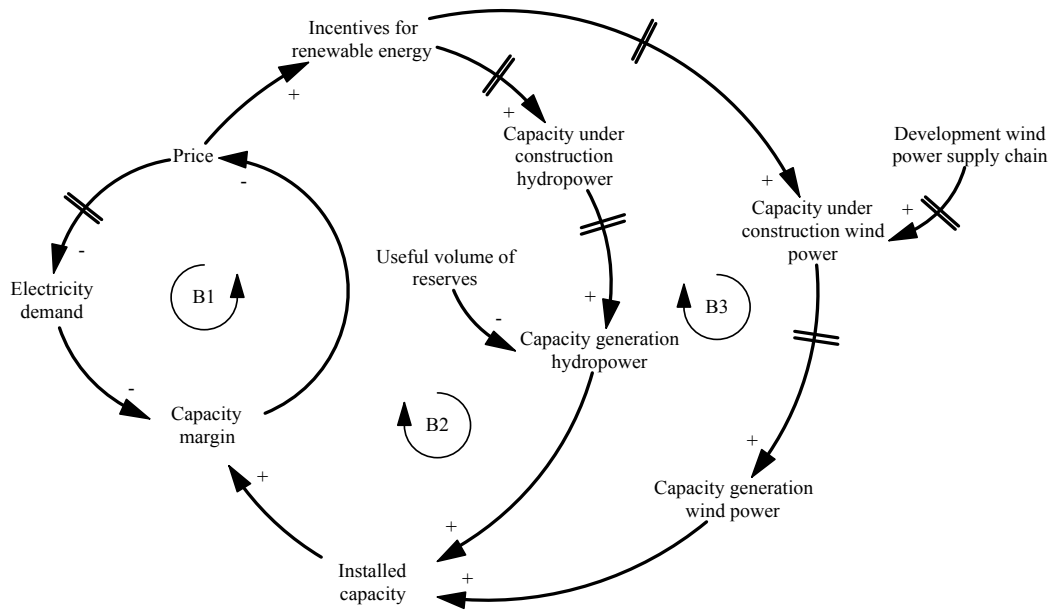 Incentives for
renewable energy
+
+
Capacity under
construction
hydropower
Development wind
power supply chain
Price
-
+
+
Capacity under
construction wind
power
-
Useful volume of
reserves
Electricity
demand
B1
+
B3
-
Capacity generation
hydropower
-
Capacity
margin
B2
+
+
Capacity generation
wind power
+
Installed
capacity
+